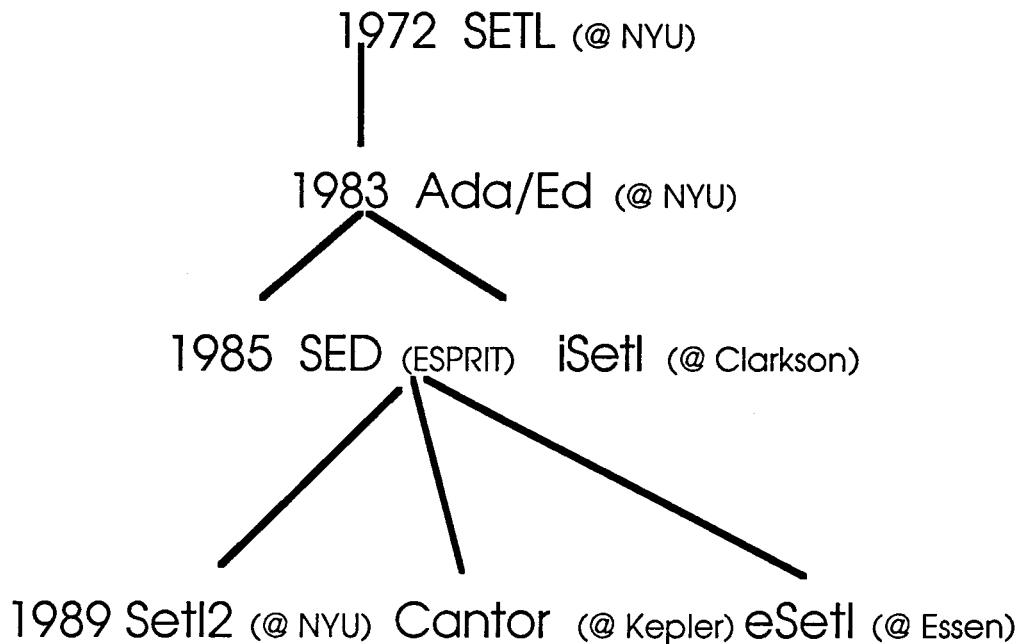 1972 SETL (@ NYU)
1983 Ada/Ed (@ NYU)
1985 SED (ESPRIT) iSetl (@ Clarkson)
1989 Setl2 (@ NYU) Cantor (@ Kepler) eSetl (@ Essen)